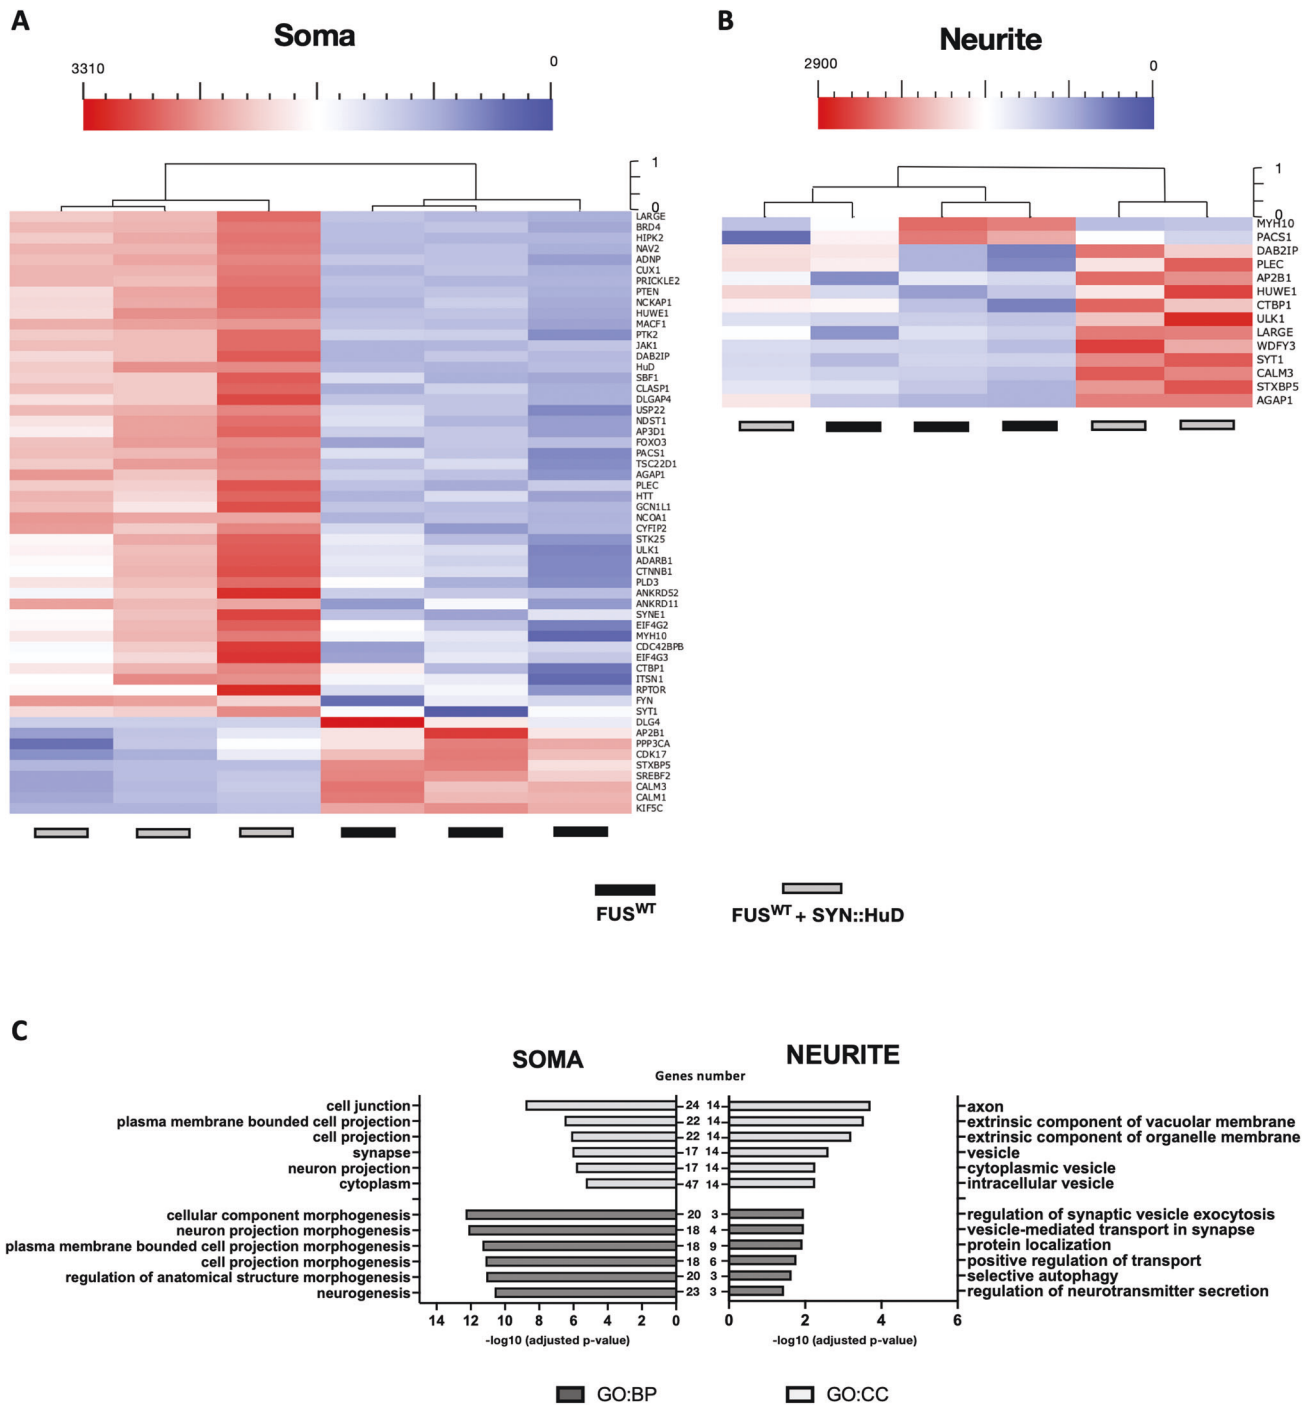 A
Soma
3310
0
1
0
LARGE
BRD4
HIPK2
NAV2
ADNP
CUX1
PRICKLE2
PTEN
NCKAP1
HUWE1
MACF1
PTK2
JAK1
DAB2IP
HuD
SBF1
CLASP1
DLGAP4
USP22
NDST1
AP3D1
FOXO3
PACS1
TSC22D1
AGAP1
PLEC
HTT
GCN1L1
NCOA1
CYFIP2
STK25
ULK1
ADARB1
CTNNB1
PLD3
ANKRD52
ANKRD11
SYNE1
EIF4G2
MYH10
CDC42BPB
EIF4G3
CTBP1
ITSN1
RPTOR
FYN
SYT1
DLG4
AP2B1
PPP3CA
CDK17
STXBP5
SREBF2
CALM3
CALM1
KIF5C
B
Neurite
2900
0
1
0
MYH10
PACS1
DAB2IP
PLEC
AP2B1
HUWE1
CTBP1
ULK1
LARGE
WDFY3
SYT1
CALM3
STXBP5
AGAP1
FUSWT
FUSWT + SYN::HuD
C
SOMA
NEURITE
Genes number
cell junction 24 14 axon
plasma membrane bounded cell projection 22 14 extrinsic component of vacuolar membrane
cell projection 22 14 extrinsic component of organelle membrane
synapse 17 14 vesicle
neuron projection 17 14 cytoplasmic vesicle
cytoplasm 47 14 intracellular vesicle
cellular component morphogenesis 20 3 regulation of synaptic vesicle exocytosis
neuron projection morphogenesis 18 4 vesicle-mediated transport in synapse
plasma membrane bounded cell projection morphogenesis 18 9 protein localization
cell projection morphogenesis 18 6 positive regulation of transport
regulation of anatomical structure morphogenesis 20 3 selective autophagy
neurogenesis 23 3 regulation of neurotransmitter secretion
14 12 10 8 6 4 2 0 0 2 4 6
-log10 (adjusted p-value) -log10 (adjusted p-value)
GO:BP GO:CC